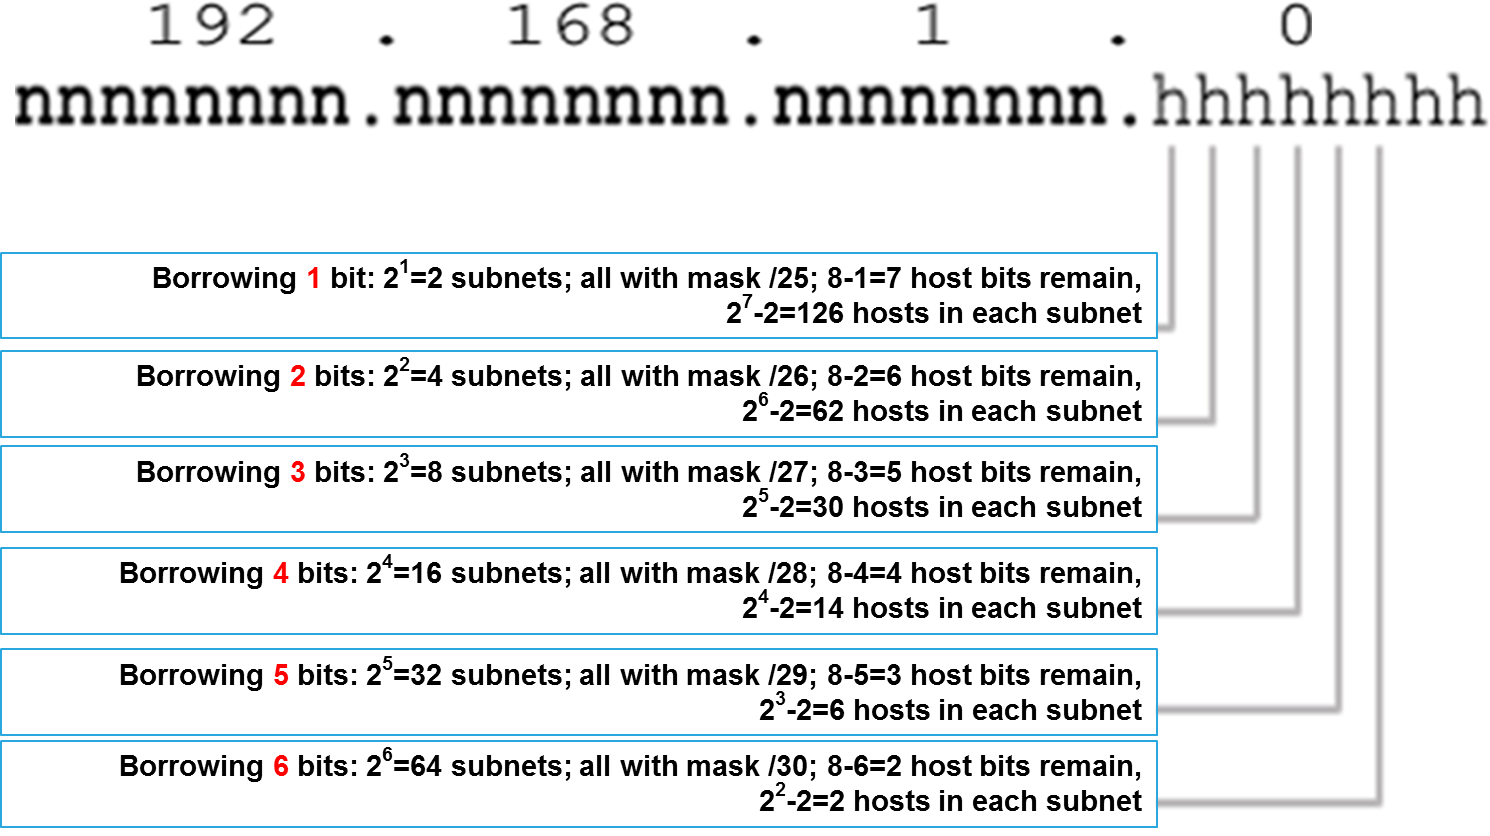 192 . 168 . 1 . 0
nnnnnnnn.nnnnnnnn.nnnnnnnn.hhhhhhhh
Borrowing 1 bit: 2¹=2 subnets; all with mask /25; 8-1=7 host bits remain,
2⁷-2=126 hosts in each subnet
Borrowing 2 bits: 2²=4 subnets; all with mask /26; 8-2=6 host bits remain,
2⁶-2=62 hosts in each subnet
Borrowing 3 bits: 2³=8 subnets; all with mask /27; 8-3=5 host bits remain,
2⁵-2=30 hosts in each subnet
Borrowing 4 bits: 2⁴=16 subnets; all with mask /28; 8-4=4 host bits remain,
2⁴-2=14 hosts in each subnet
Borrowing 5 bits: 2⁵=32 subnets; all with mask /29; 8-5=3 host bits remain,
2³-2=6 hosts in each subnet
Borrowing 6 bits: 2⁶=64 subnets; all with mask /30; 8-6=2 host bits remain,
2²-2=2 hosts in each subnet